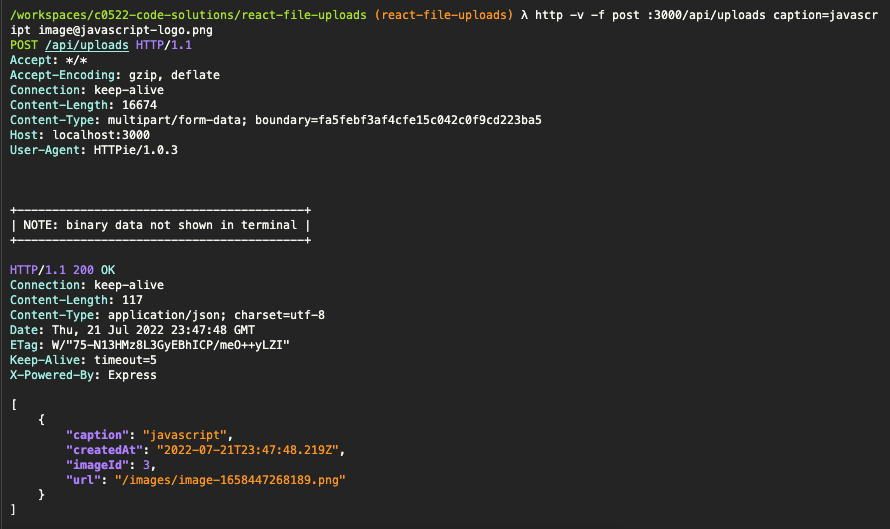 /workspaces/c0522-code-solutions/react-file-uploads (react-file-uploads) λ http -v -f post :3000/api/uploads caption=javascr
ipt image@javascript-logo.png
POST /api/uploads HTTP/1.1
Accept: */*
Accept-Encoding: gzip, deflate
Connection: keep-alive
Content-Length: 16674
Content-Type: multipart/form-data; boundary=fa5febf3af4cfe15c042c0f9cd223ba5
Host: localhost:3000
User-Agent: HTTPie/1.0.3
+-----------------------------------------+
| NOTE: binary data not shown in terminal |
+-----------------------------------------+
HTTP/1.1 200 OK
Connection: keep-alive
Content-Length: 117
Content-Type: application/json; charset=utf-8
Date: Thu, 21 Jul 2022 23:47:48 GMT
ETag: W/"75-N13HMz8L3GyEBhICP/meO++yLZI"
Keep-Alive: timeout=5
X-Powered-By: Express
[
    {
        "caption": "javascript",
        "createdAt": "2022-07-21T23:47:48.219Z",
        "imageId": 3,
        "url": "/images/image-1658447268189.png"
    }
]